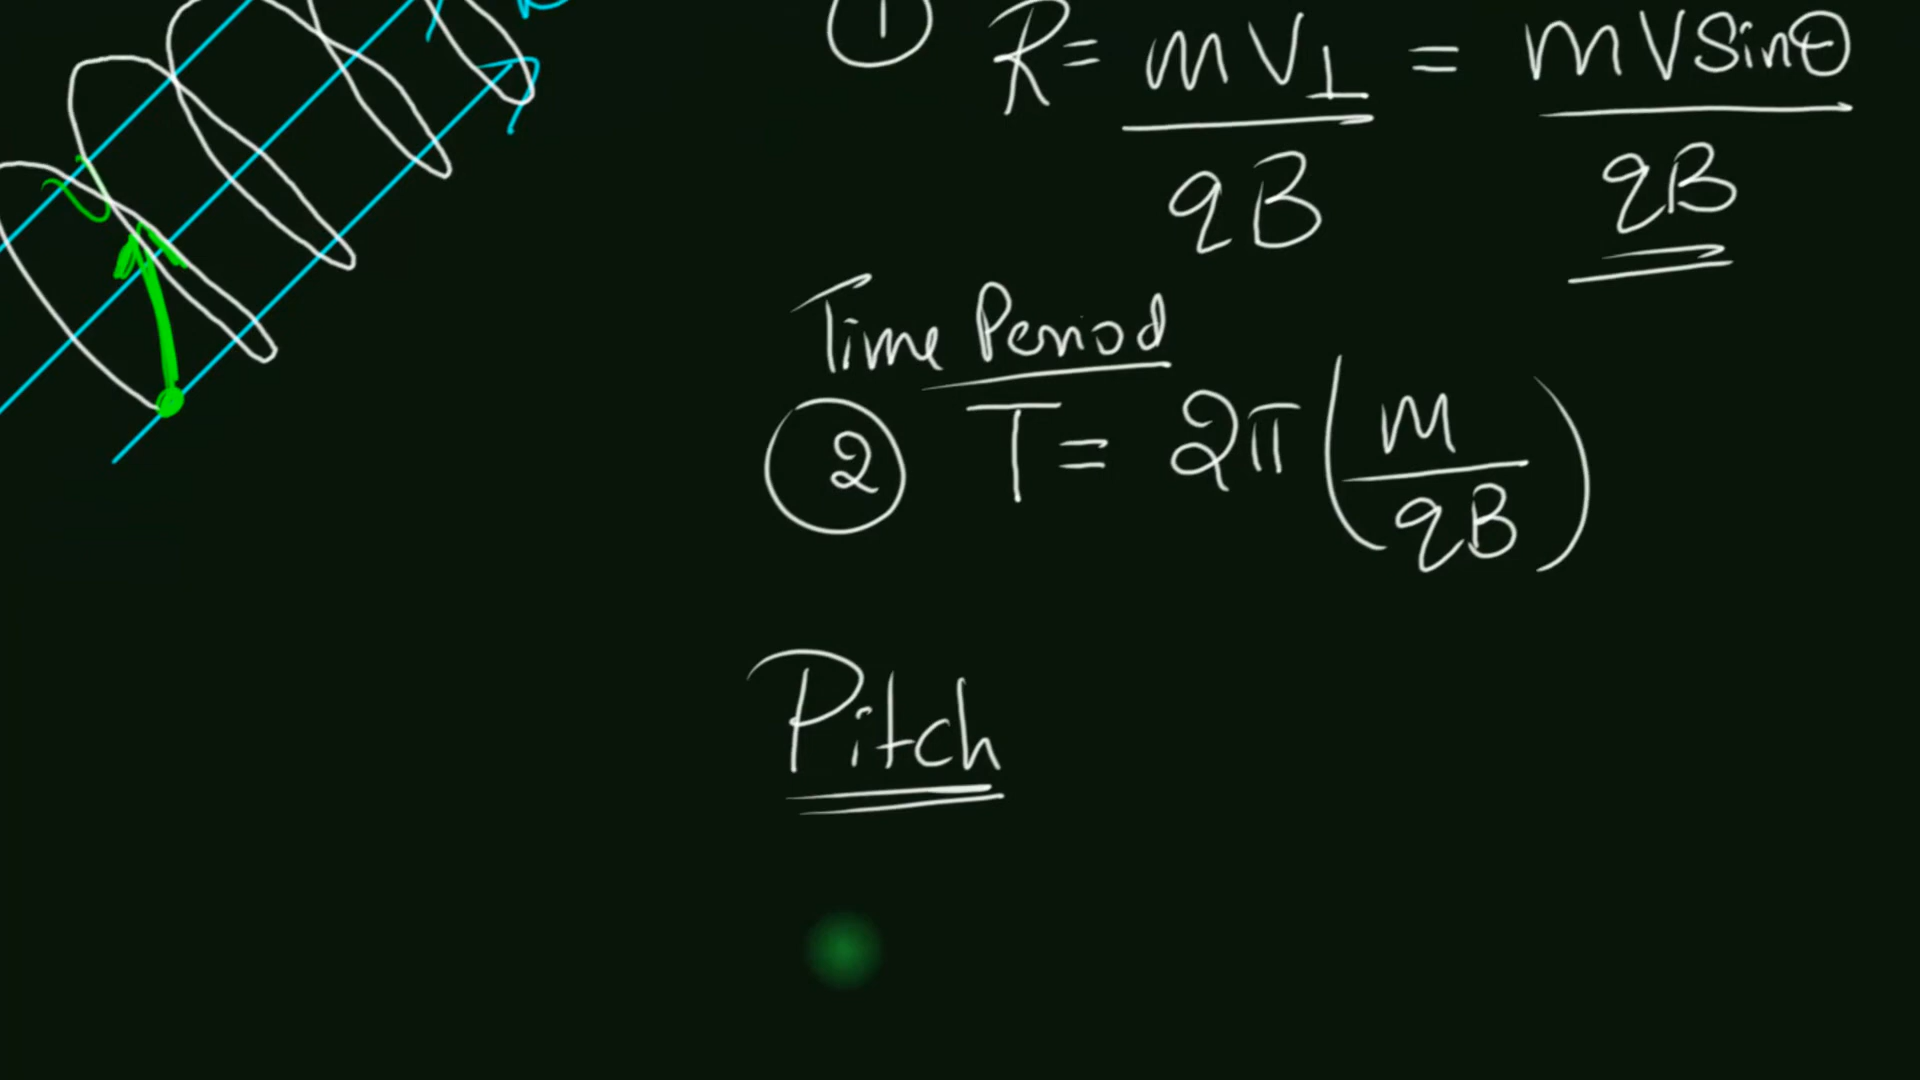 ① R = mV⊥/qB = mVsinθ/qB
Time Period
② T = 2π(m/qB)
Pitch